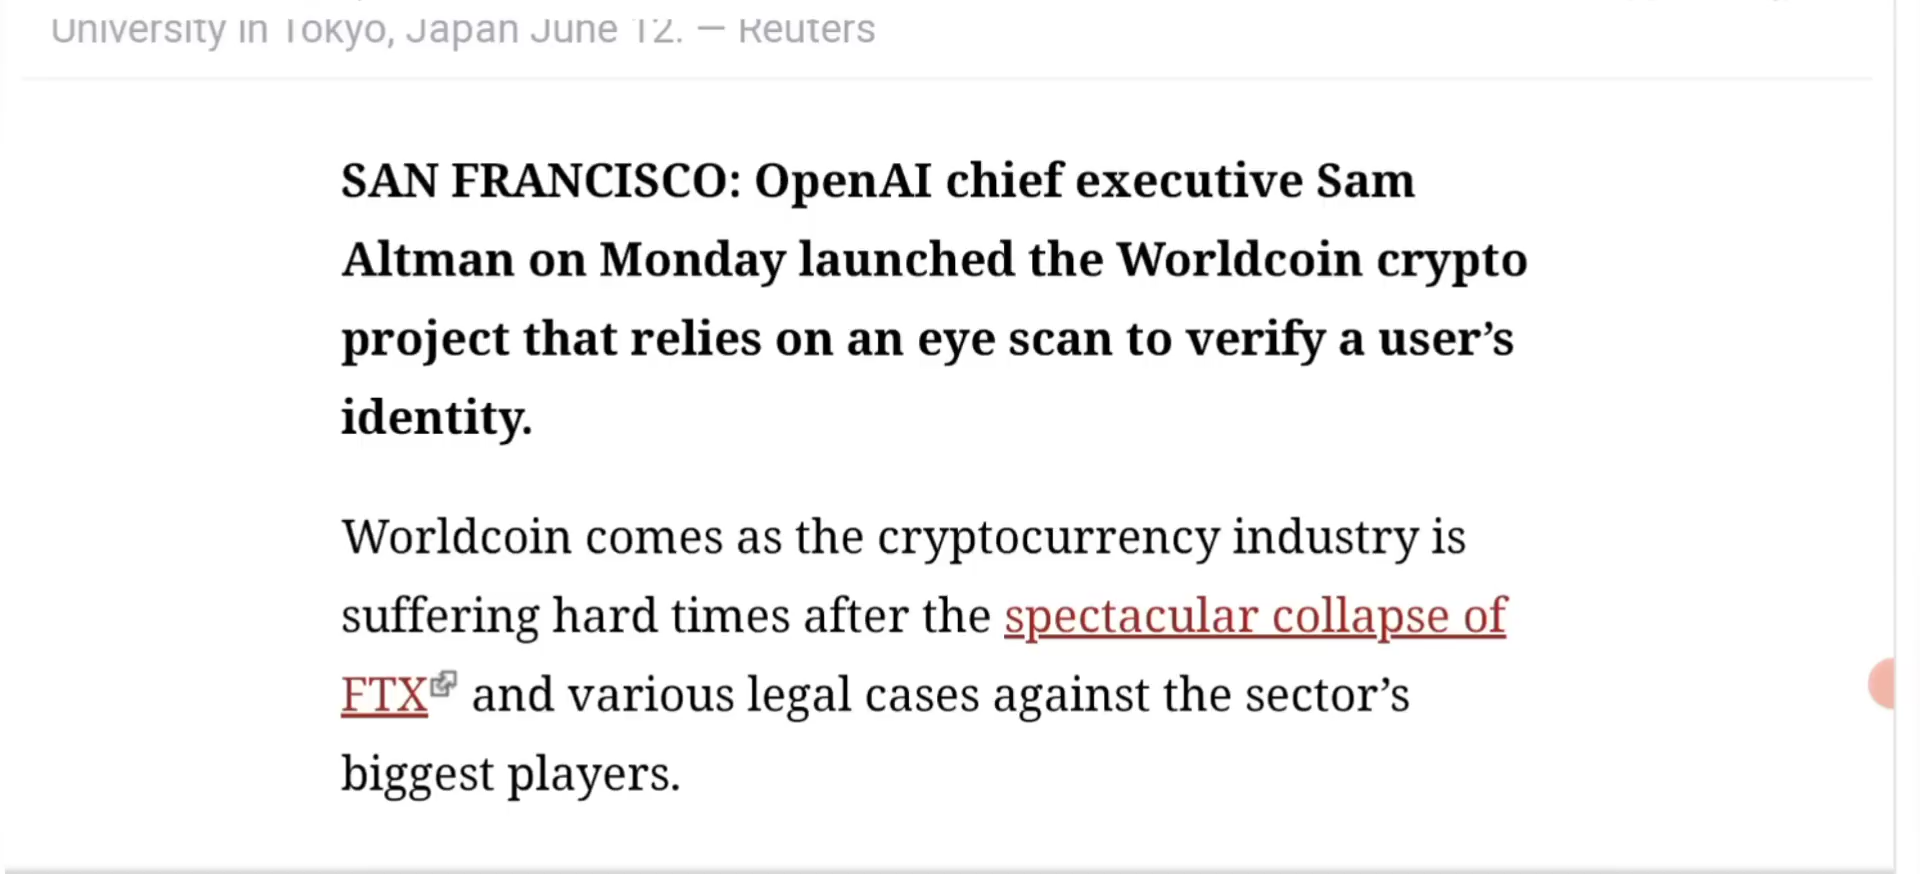 University in Tokyo, Japan June 12. — Reuters
SAN FRANCISCO: OpenAI chief executive Sam
Altman on Monday launched the Worldcoin crypto
project that relies on an eye scan to verify a user’s
identity.
Worldcoin comes as the cryptocurrency industry is
suffering hard times after the spectacular collapse of
FTX and various legal cases against the sector’s
biggest players.